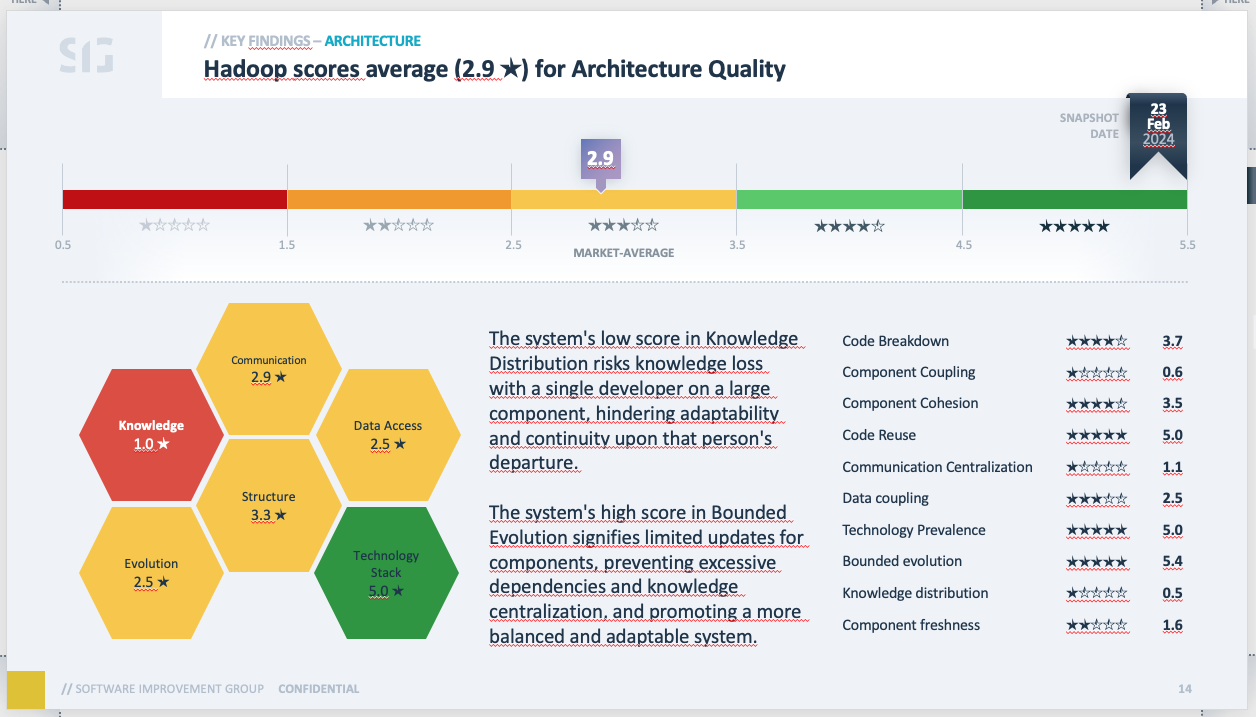 HERE
HERE
SIG
// KEY FINDINGS – ARCHITECTURE
Hadoop scores average (2.9 ★) for Architecture Quality
SNAPSHOT
DATE
23
Feb
2024
2.9
★☆☆☆☆
★★☆☆☆
★★★☆☆
★★★★☆
★★★★★
0.5
1.5
2.5
3.5
4.5
5.5
MARKET-AVERAGE
Communication
2.9 ★
Knowledge
1.0 ★
Data Access
2.5 ★
Structure
3.3 ★
Evolution
2.5 ★
Technology
Stack
5.0 ★
The system's low score in Knowledge
Distribution risks knowledge loss
with a single developer on a large
component, hindering adaptability
and continuity upon that person's
departure.
The system's high score in Bounded
Evolution signifies limited updates for
components, preventing excessive
dependencies and knowledge
centralization, and promoting a more
balanced and adaptable system.
Code Breakdown ★★★★☆ 3.7
Component Coupling ★☆☆☆☆ 0.6
Component Cohesion ★★★★☆ 3.5
Code Reuse ★★★★★ 5.0
Communication Centralization ★☆☆☆☆ 1.1
Data coupling ★★★☆☆ 2.5
Technology Prevalence ★★★★★ 5.0
Bounded evolution ★★★★★ 5.4
Knowledge distribution ★☆☆☆☆ 0.5
Component freshness ★★☆☆☆ 1.6
// SOFTWARE IMPROVEMENT GROUP CONFIDENTIAL
14